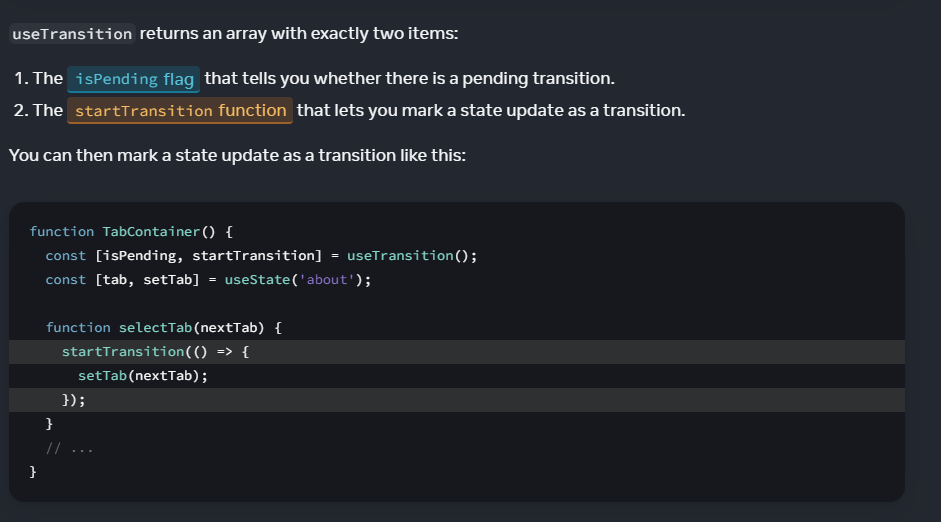 useTransition returns an array with exactly two items:
1. The isPending flag that tells you whether there is a pending transition.
2. The startTransition function that lets you mark a state update as a transition.
You can then mark a state update as a transition like this:
function TabContainer() {
  const [isPending, startTransition] = useTransition();
  const [tab, setTab] = useState('about');

  function selectTab(nextTab) {
    startTransition(() => {
      setTab(nextTab);
    });
  }
  // ...
}